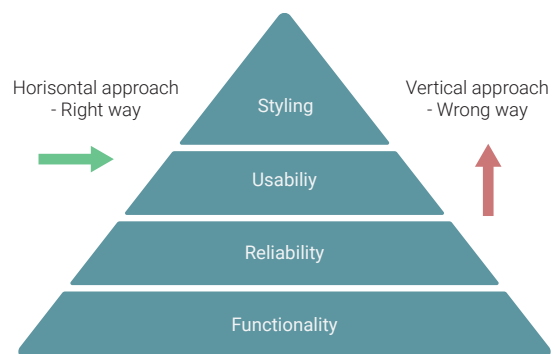 Horisontal approach
- Right way
Vertical approach
- Wrong way
Styling
Usabiliy
Reliability
Functionality